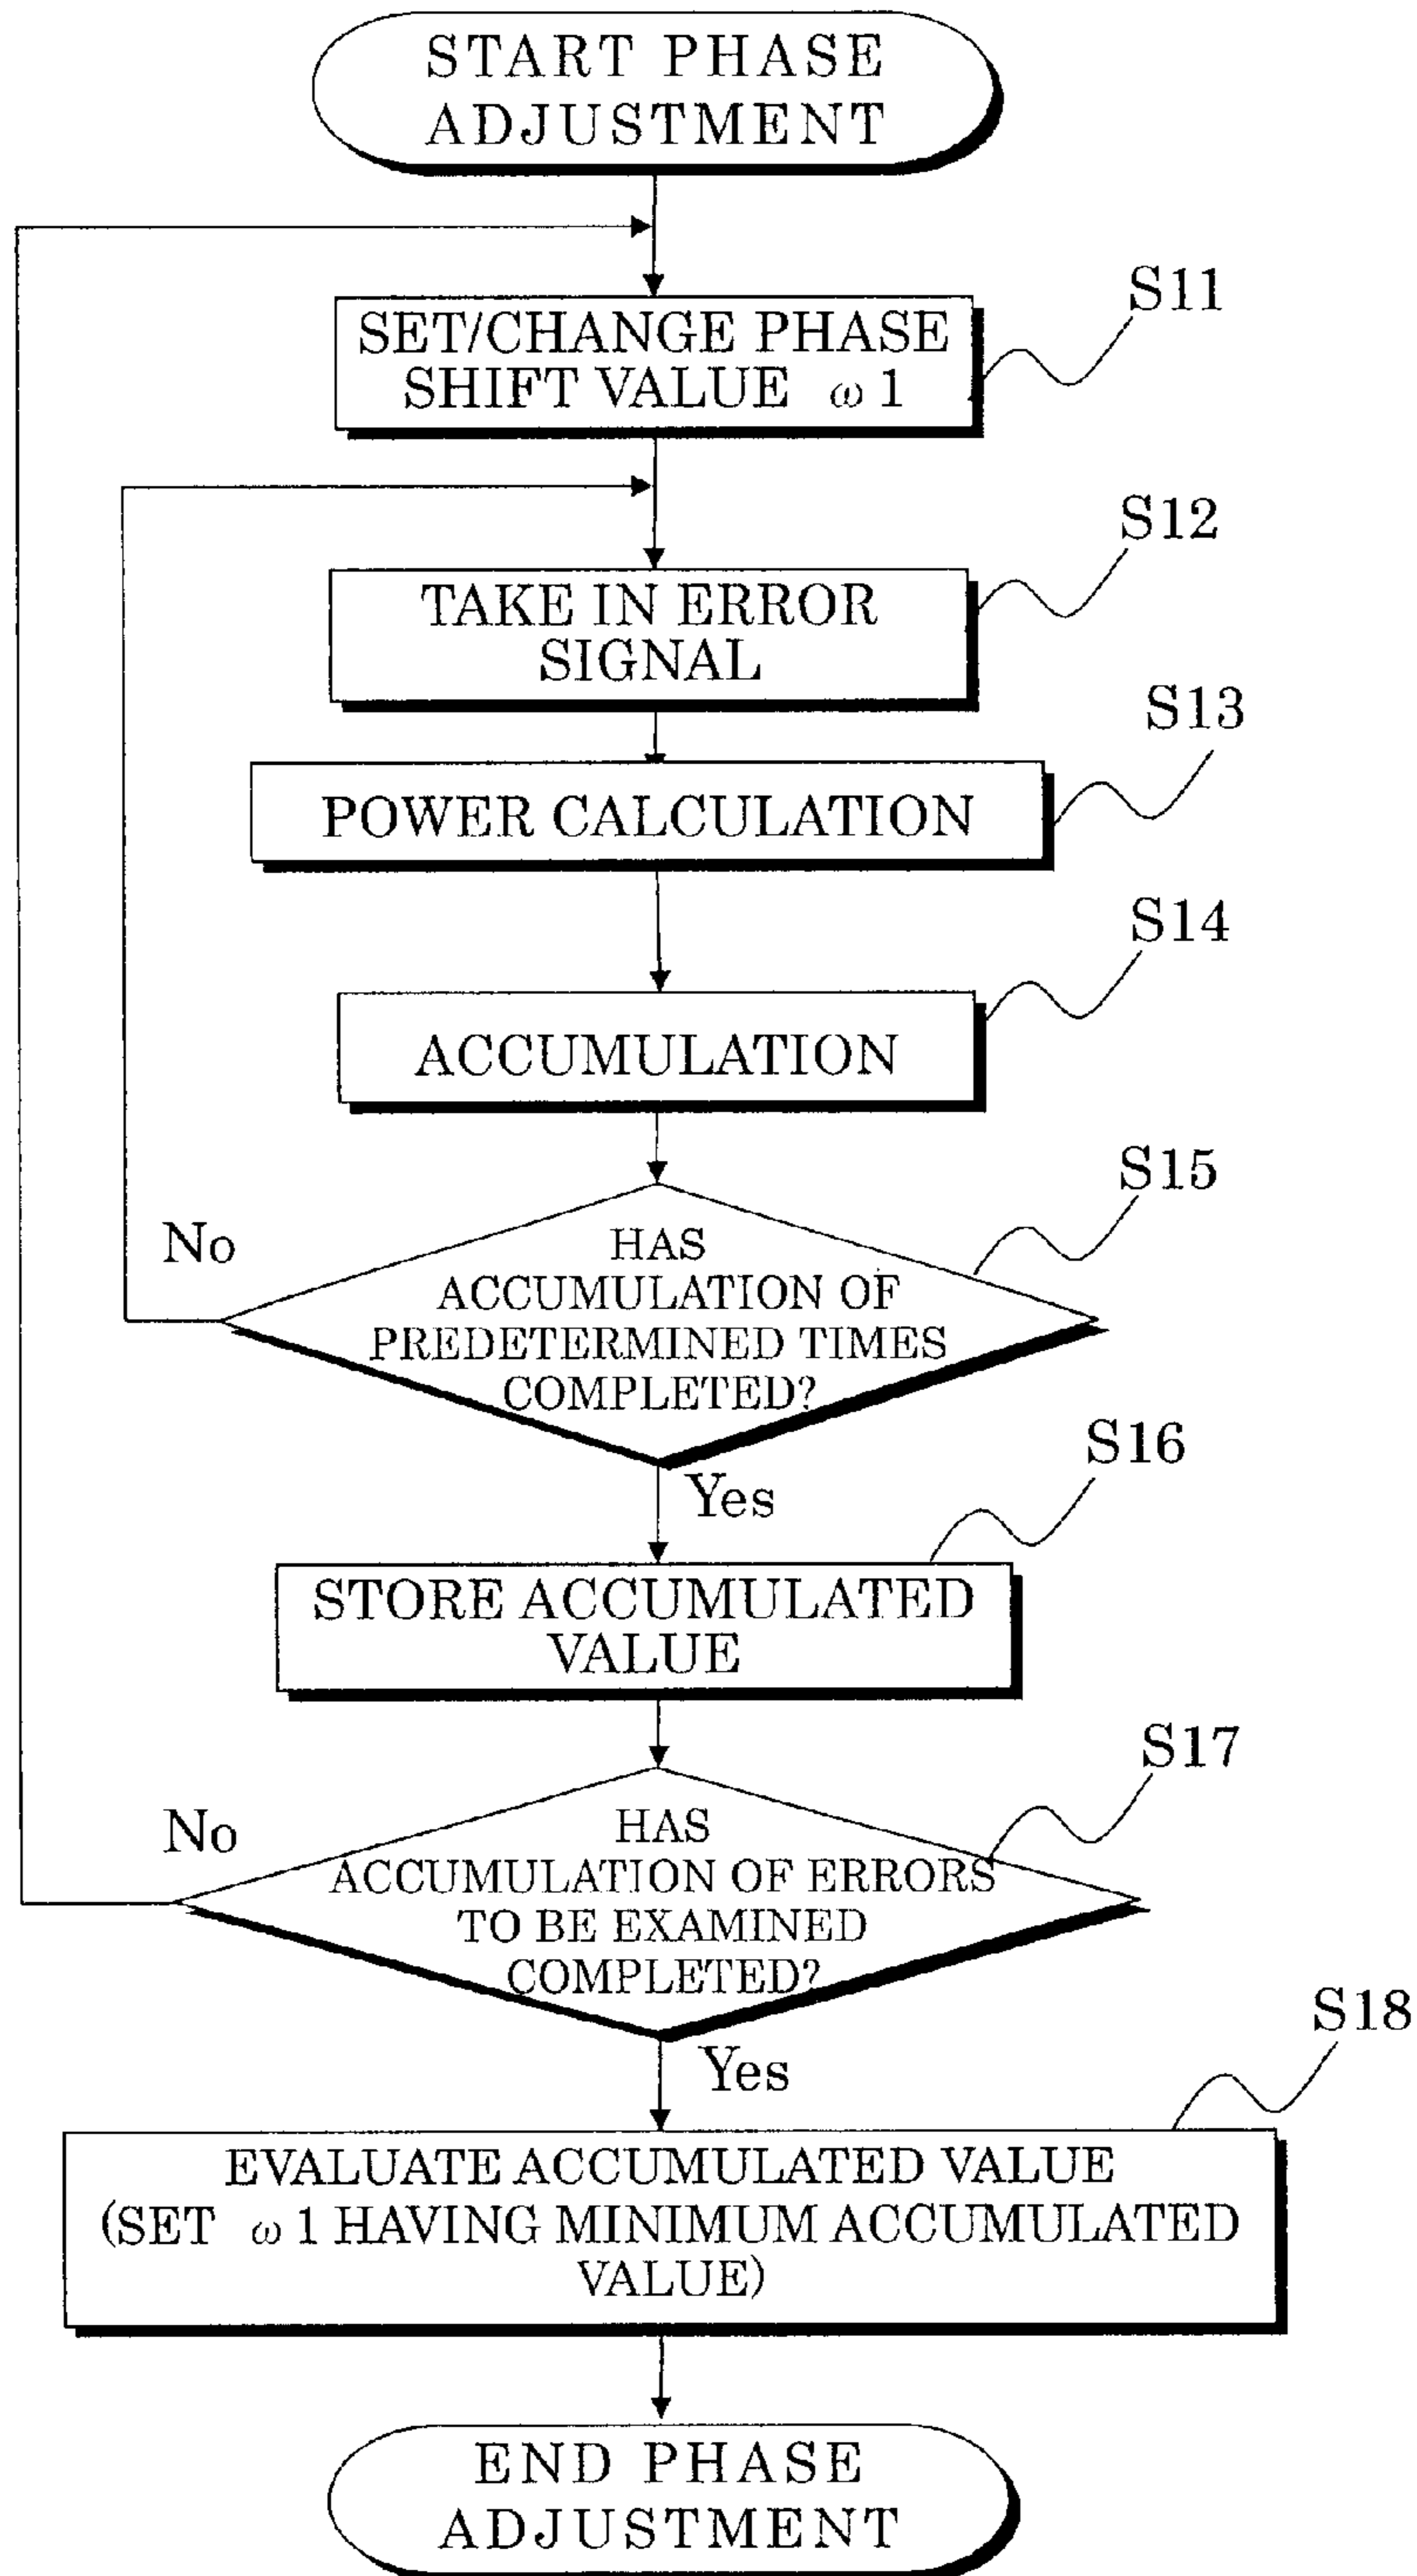 START PHASE
ADJUSTMENT
S11
SET/CHANGE PHASE
SHIFT VALUE ω1
S12
TAKE IN ERROR
SIGNAL
S13
POWER CALCULATION
S14
ACCUMULATION
S15
No
HAS
ACCUMULATION OF
PREDETERMINED TIMES
COMPLETED?
Yes
S16
STORE ACCUMULATED
VALUE
S17
No
HAS
ACCUMULATION OF ERRORS
TO BE EXAMINED
COMPLETED?
Yes
S18
EVALUATE ACCUMULATED VALUE
(SET ω1 HAVING MINIMUM ACCUMULATED
VALUE)
END PHASE
ADJUSTMENT